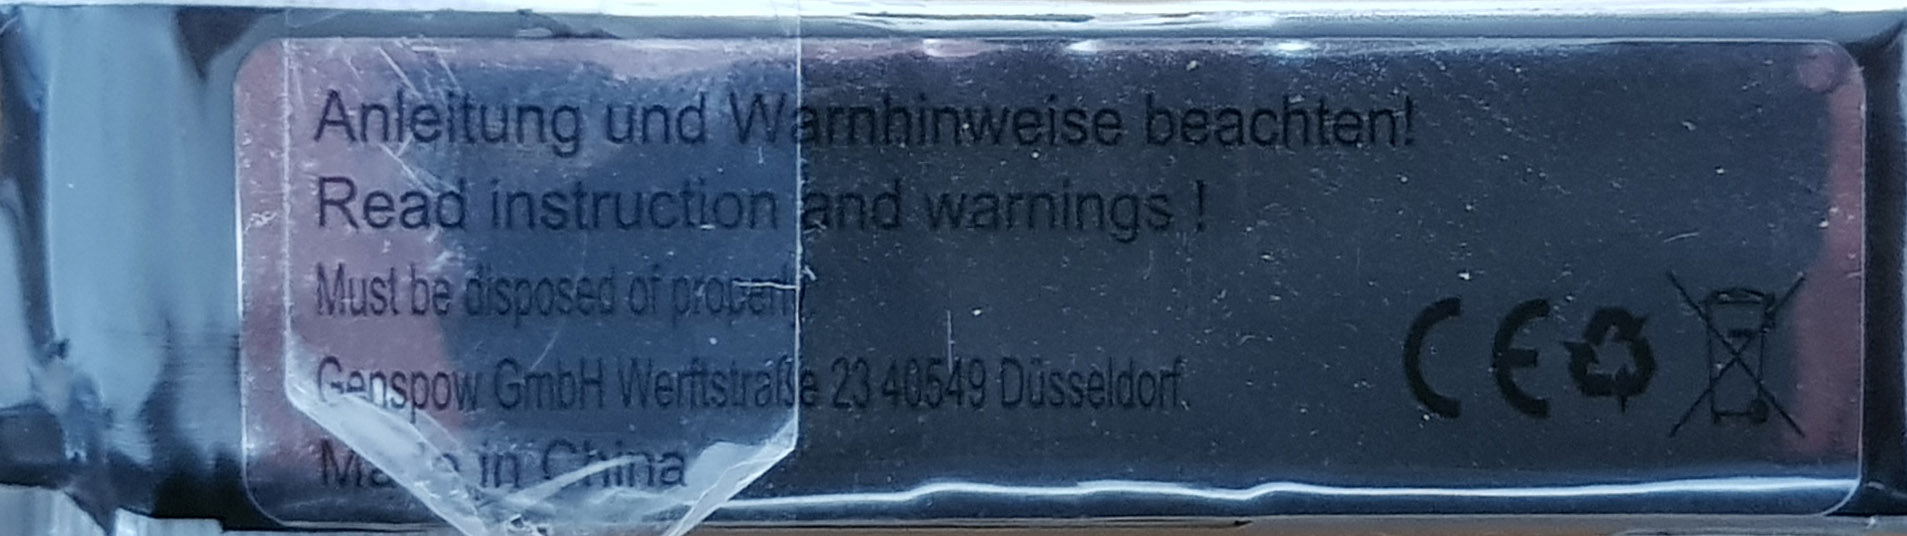 Anleitung und Warnhinweise beachten!
Read instruction and warnings !
Must be disposed of properly
Genspow GmbH Werftstraße 23 40549 Düsseldorf.
Made in China
CE